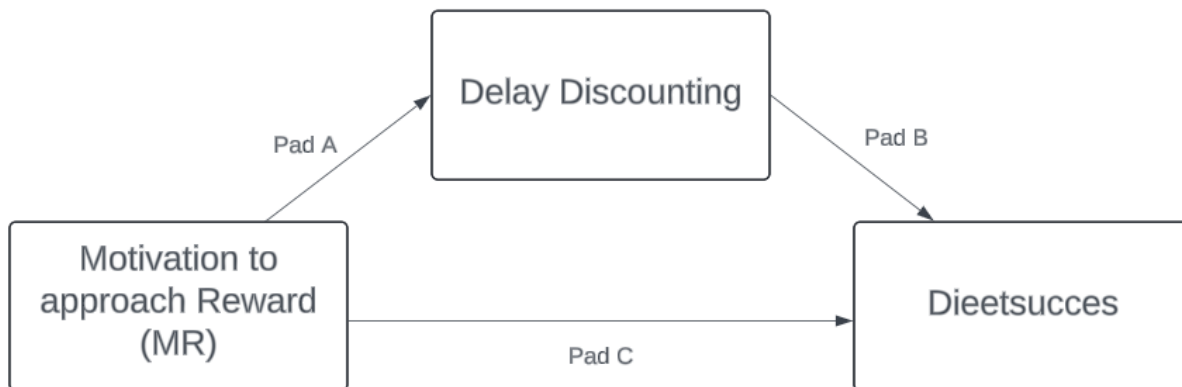 Delay Discounting
Pad A
Pad B
Motivation to
approach Reward
(MR)
Dieetsucces
Pad C